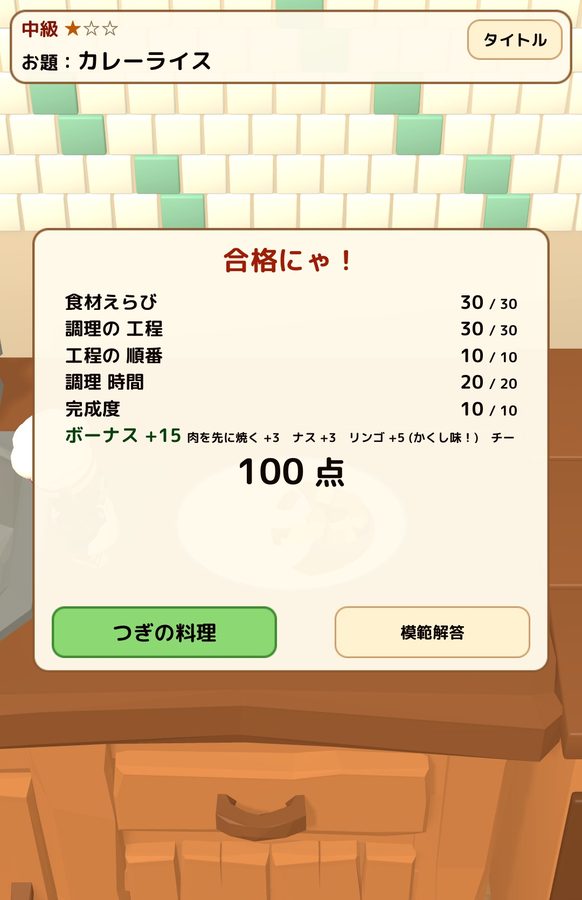 中級 ★☆☆
お題：カレーライス
タイトル
合格にゃ！
食材えらび 30 / 30
調理の 工程 30 / 30
工程の 順番 10 / 10
調理 時間 20 / 20
完成度 10 / 10
ボーナス +15 肉を先に焼く +3 ナス +3 リンゴ +5 (かくし味！) チー
100 点
つぎの料理
模範解答